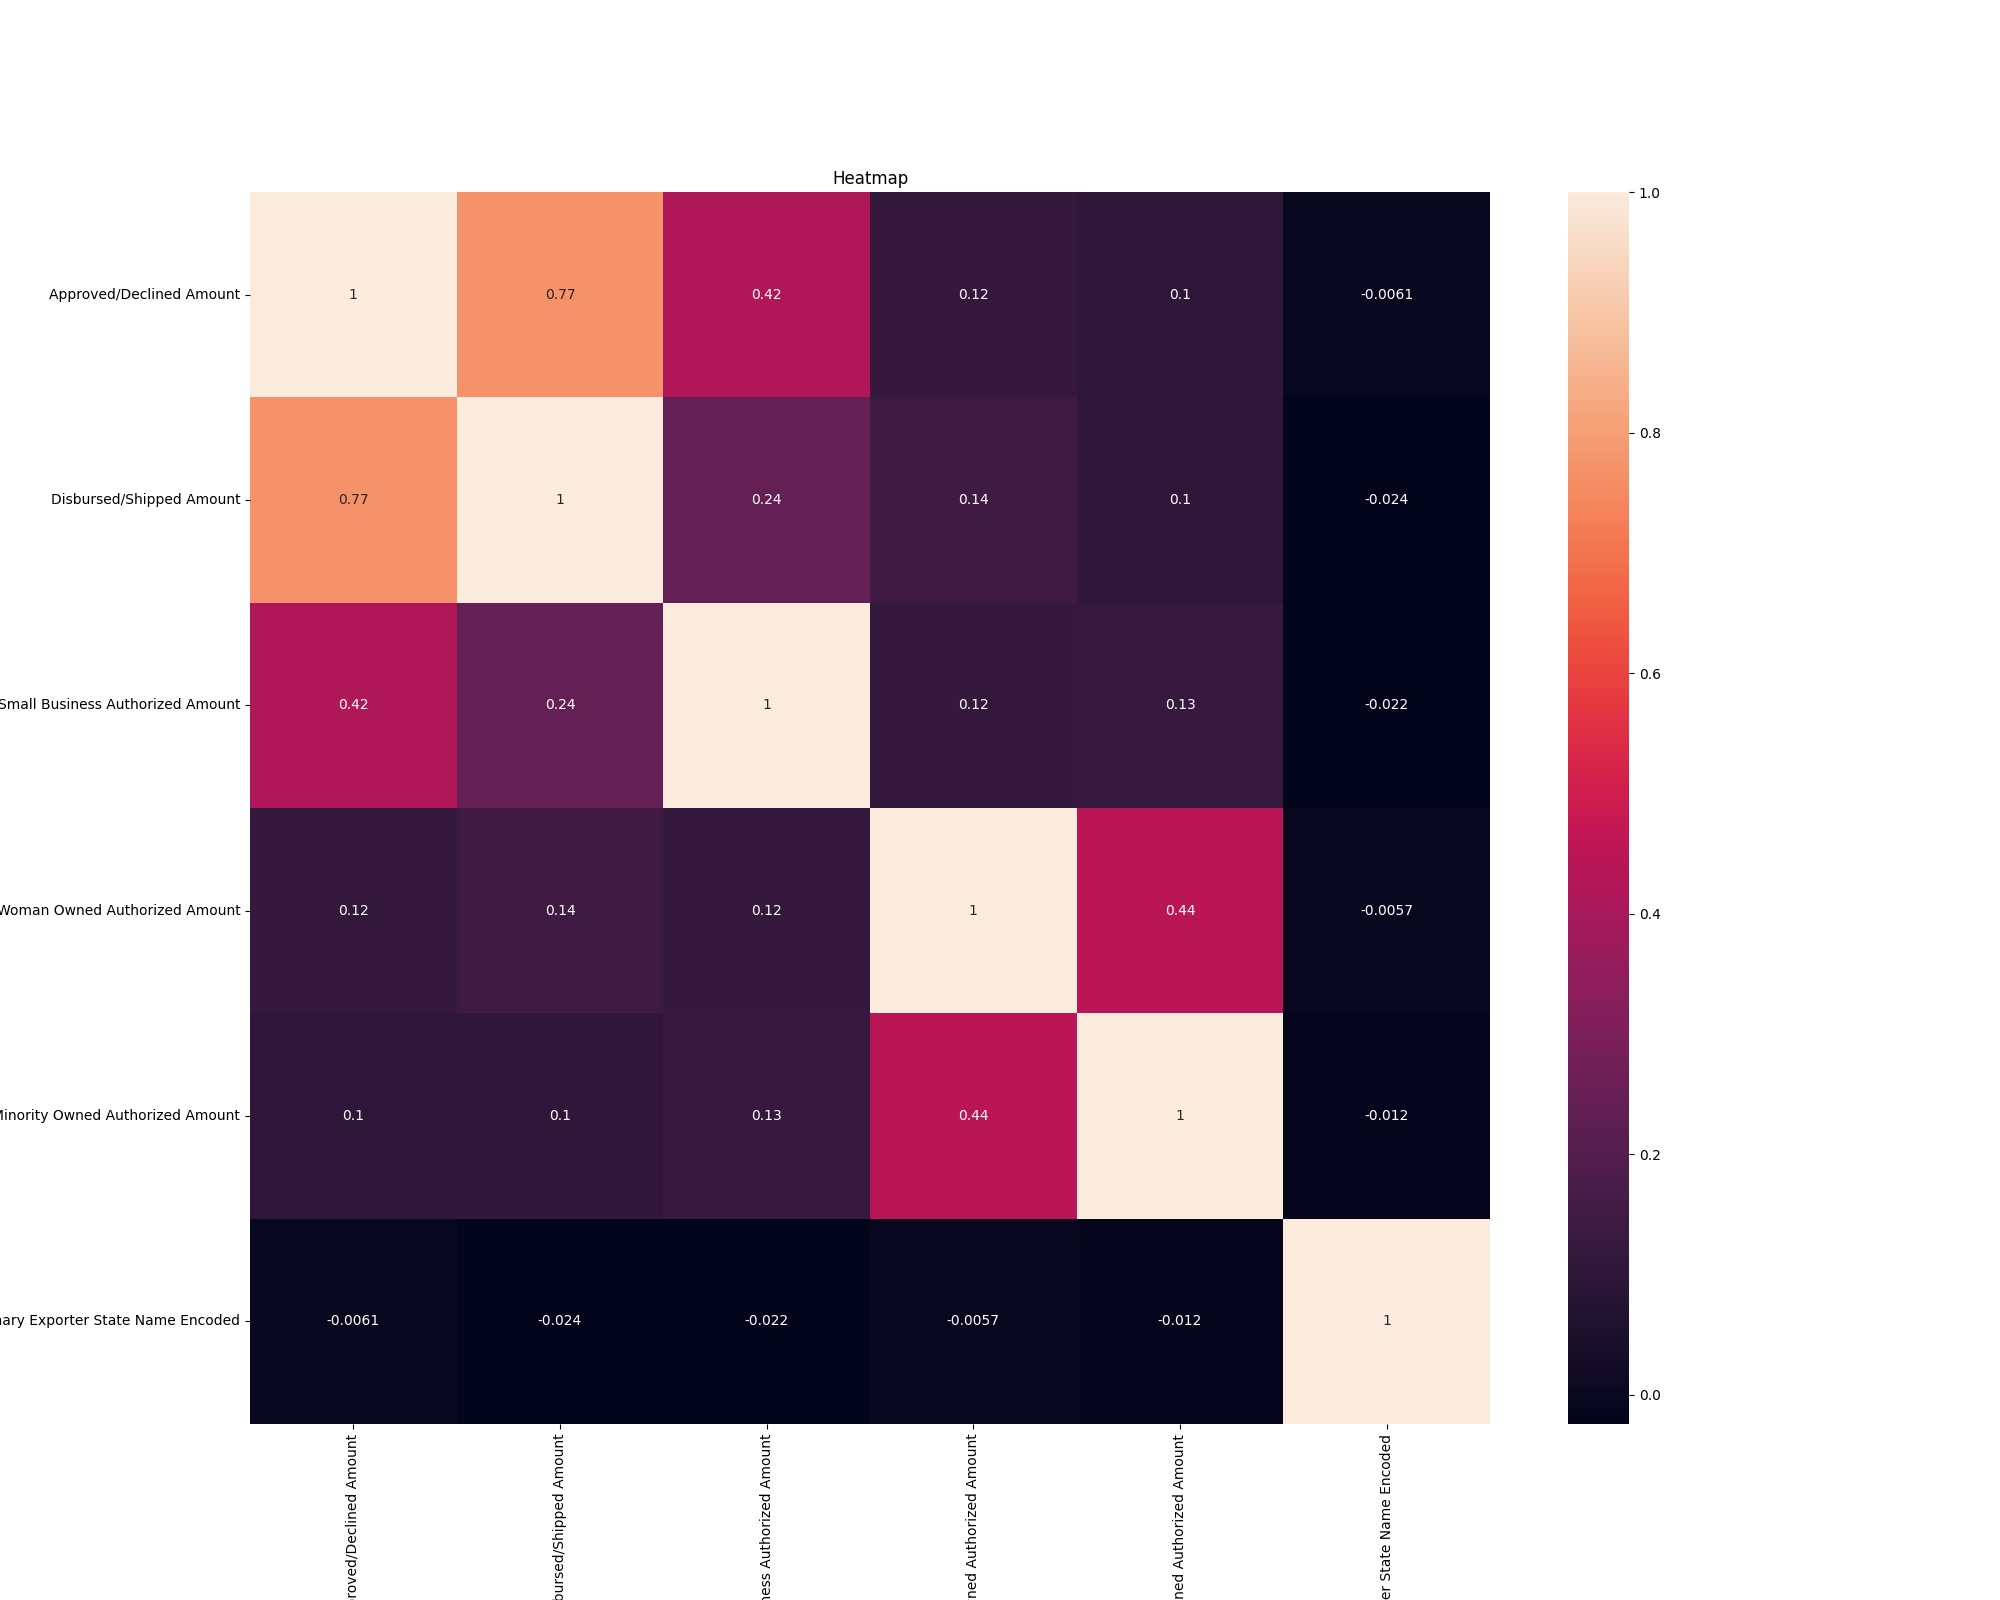 Heatmap
1.0
Approved/Declined Amount 1 0.77 0.42 0.12 0.1 -0.0061
0.8
Disbursed/Shipped Amount 0.77 1 0.24 0.14 0.1 -0.024
0.6
Small Business Authorized Amount 0.42 0.24 1 0.12 0.13 -0.022
Woman Owned Authorized Amount 0.12 0.14 0.12 1 0.44 -0.0057
0.4
Minority Owned Authorized Amount 0.1 0.1 0.13 0.44 1 -0.012
0.2
Exporter State Name Encoded -0.0061 -0.024 -0.022 -0.0057 -0.012 1
0.0
roved/Declined Amount
bursed/Shipped Amount
ness Authorized Amount
ned Authorized Amount
ned Authorized Amount
er State Name Encoded